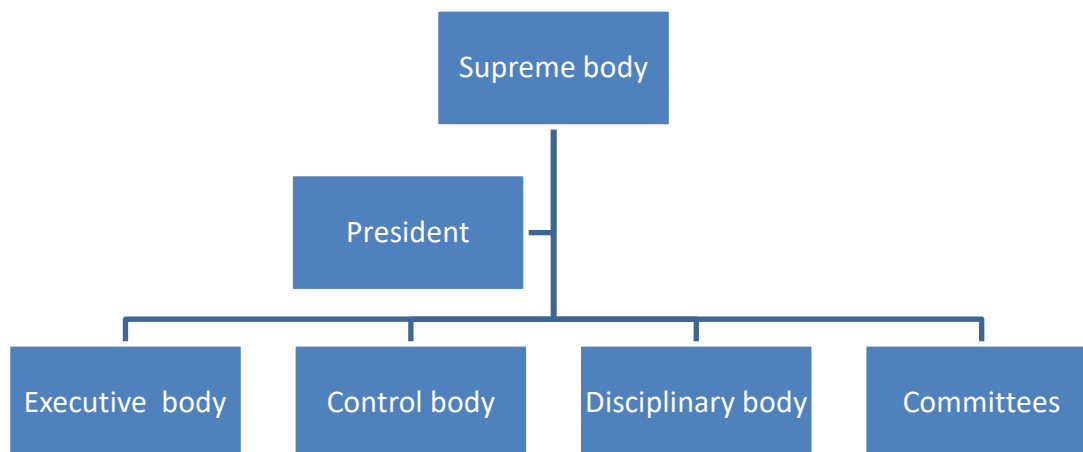 Supreme body
President
Executive  body
Control body
Disciplinary body
Committees